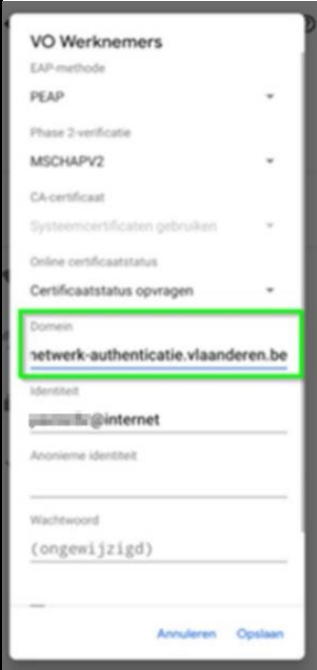 VO Werknemers
EAP-methode
PEAP
Phase 2-verificatie
MSCHAPV2
CA-certificaat
Systeemcertificaten gebruiken
Online certificaatstatus
Certificaatstatus opvragen
Domein
netwerk-authenticatie.vlaanderen.be
Identiteit
@internet
Anonieme identiteit
Wachtwoord
(ongewijzigd)
Annuleren Opslaan